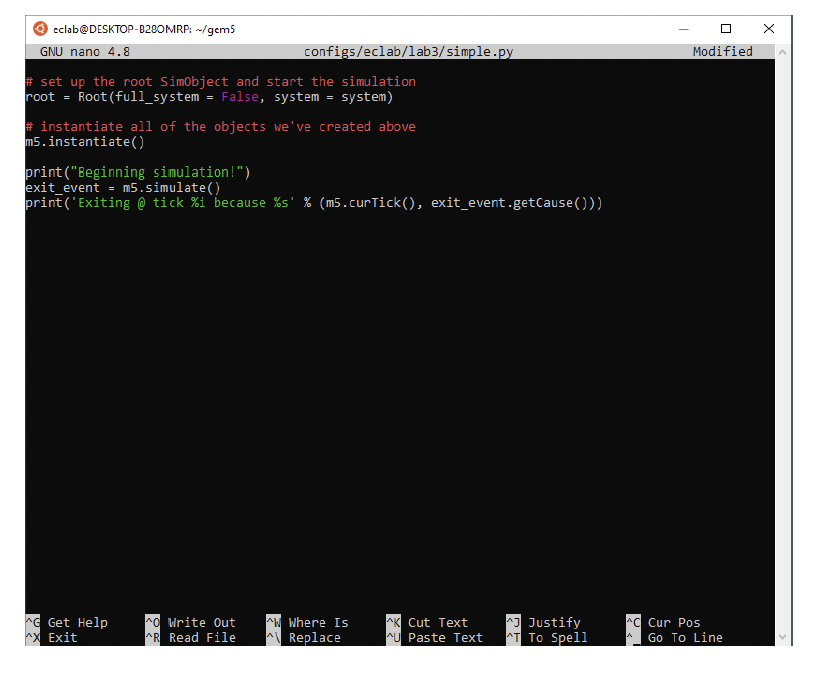 eclab@DESKTOP-B28OMRP: ~/gem5
GNU nano 4.8 configs/eclab/lab3/simple.py Modified
# set up the root SimObject and start the simulation
root = Root(full_system = False, system = system)
# instantiate all of the objects we've created above
m5.instantiate()
print("Beginning simulation!")
exit_event = m5.simulate()
print('Exiting @ tick %i because %s' % (m5.curTick(), exit_event.getCause()))
^G Get Help ^O Write Out ^W Where Is ^K Cut Text ^J Justify ^C Cur Pos
^X Exit ^R Read File ^\ Replace ^U Paste Text ^T To Spell ^_ Go To Line